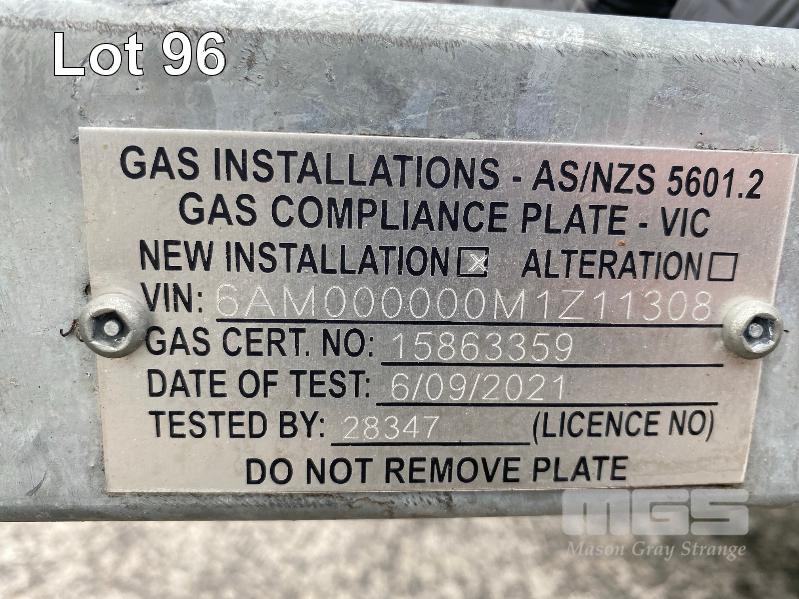 Lot 96
GAS INSTALLATIONS - AS/NZS 5601.2
GAS COMPLIANCE PLATE - VIC
NEW INSTALLATION ☒ ALTERATION ☐
VIN: 6AM000000M1Z11308
GAS CERT. NO: 15863359
DATE OF TEST: 6/09/2021
TESTED BY: 28347 (LICENCE NO)
DO NOT REMOVE PLATE
MGS
Mason Gray Strange